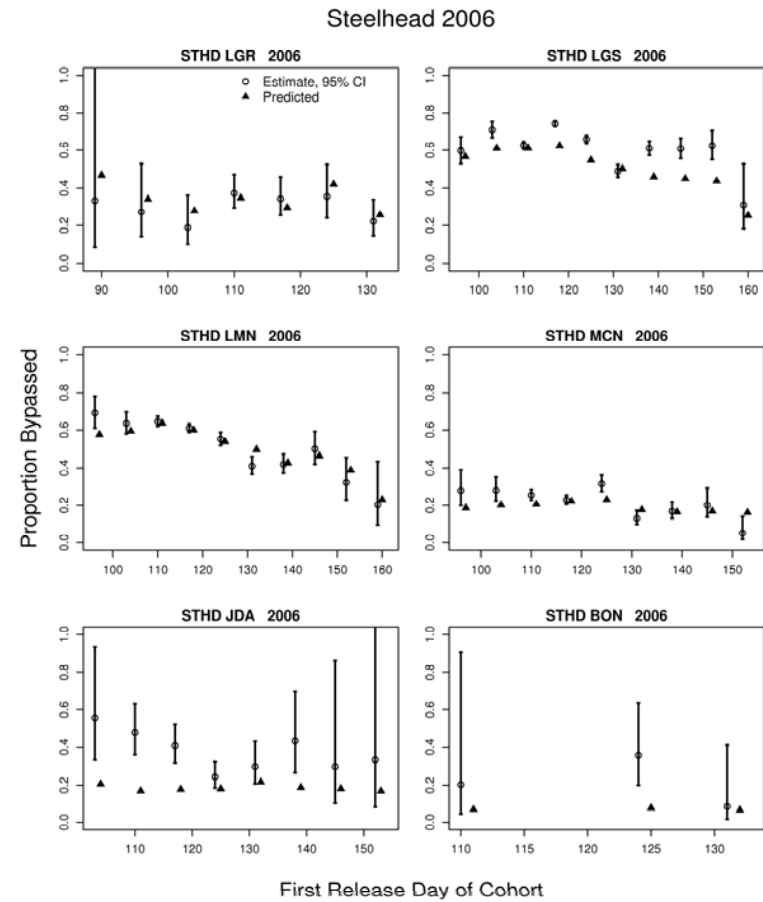 Steelhead 2006
STHD LGR 2006
STHD LGS 2006
Estimate, 95% CI
Predicted
0.0 0.2 0.4 0.6 0.8 1.0
90 100 110 120 130
0.0 0.2 0.4 0.6 0.8 1.0
100 110 120 130 140 150 160
STHD LMN 2006
STHD MCN 2006
0.0 0.2 0.4 0.6 0.8 1.0
100 110 120 130 140 150 160
0.0 0.2 0.4 0.6 0.8 1.0
100 110 120 130 140 150
Proportion Bypassed
STHD JDA 2006
STHD BON 2006
0.0 0.2 0.4 0.6 0.8 1.0
110 120 130 140 150
0.0 0.2 0.4 0.6 0.8 1.0
110 115 120 125 130
First Release Day of Cohort